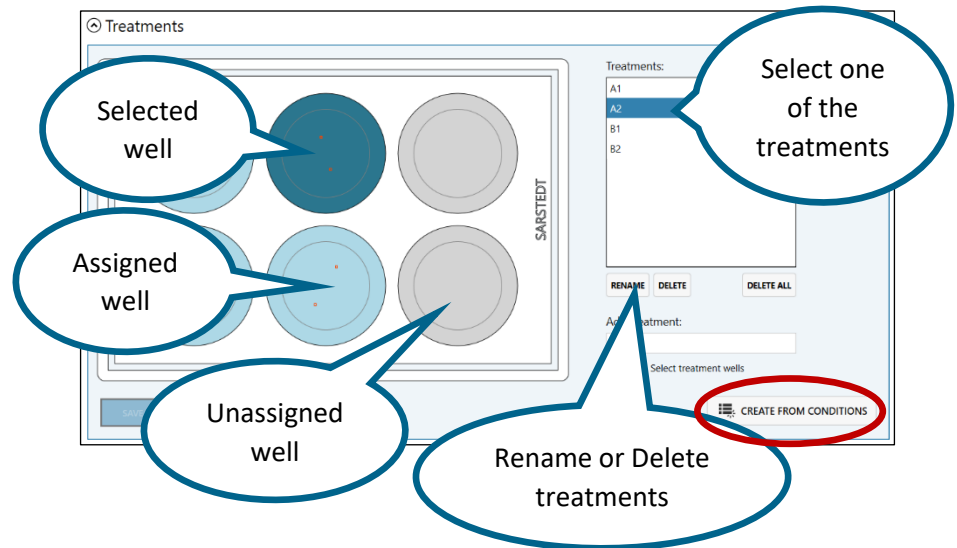 Treatments
Selected
well
Assigned
well
Unassigned
well
SARSTEDT
Treatments:
A1
A2
B1
B2
Select one
of the
treatments
RENAME DELETE DELETE ALL
Select treatment wells
CREATE FROM CONDITIONS
Rename or Delete
treatments